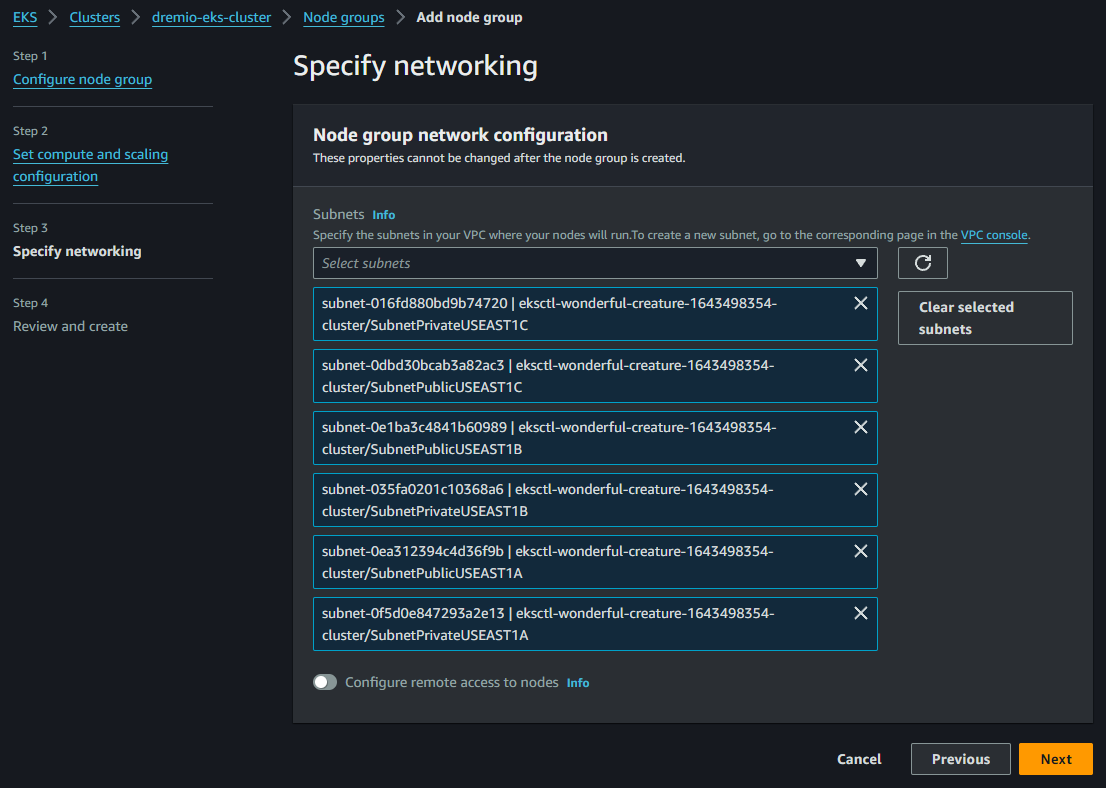 EKS > Clusters > dremio-eks-cluster > Node groups > Add node group
Step 1
Configure node group
Step 2
Set compute and scaling
configuration
Step 3
Specify networking
Step 4
Review and create
Specify networking
Node group network configuration
These properties cannot be changed after the node group is created.
Subnets Info
Specify the subnets in your VPC where your nodes will run.To create a new subnet, go to the corresponding page in the VPC console.
Select subnets
Clear selected
subnets
subnet-016fd880bd9b74720 | eksctl-wonderful-creature-1643498354-
cluster/SubnetPrivateUSEAST1C
subnet-0dbd30bcab3a82ac3 | eksctl-wonderful-creature-1643498354-
cluster/SubnetPublicUSEAST1C
subnet-0e1ba3c4841b60989 | eksctl-wonderful-creature-1643498354-
cluster/SubnetPublicUSEAST1B
subnet-035fa0201c10368a6 | eksctl-wonderful-creature-1643498354-
cluster/SubnetPrivateUSEAST1B
subnet-0ea312394c4d36f9b | eksctl-wonderful-creature-1643498354-
cluster/SubnetPublicUSEAST1A
subnet-0f5d0e847293a2e13 | eksctl-wonderful-creature-1643498354-
cluster/SubnetPrivateUSEAST1A
Configure remote access to nodes Info
Cancel Previous Next